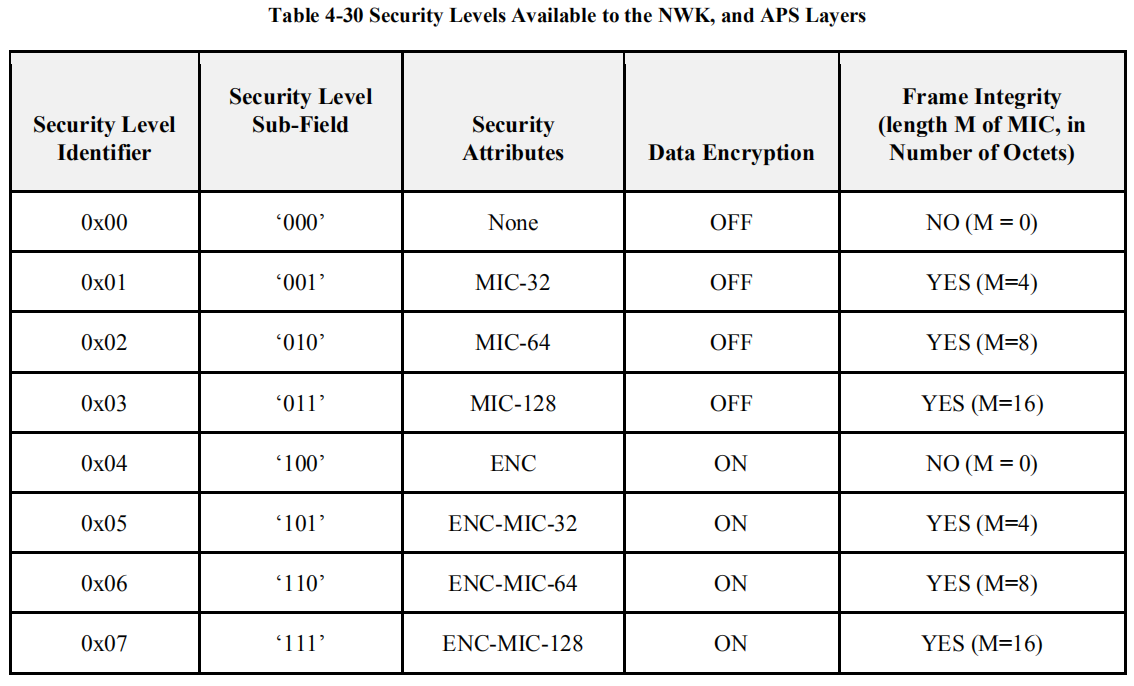 Table 4-30 Security Levels Available to the NWK, and APS Layers
Security Level Identifier | Security Level Sub-Field | Security Attributes | Data Encryption | Frame Integrity (length M of MIC, in Number of Octets)
0x00 | ‘000’ | None | OFF | NO (M = 0)
0x01 | ‘001’ | MIC-32 | OFF | YES (M=4)
0x02 | ‘010’ | MIC-64 | OFF | YES (M=8)
0x03 | ‘011’ | MIC-128 | OFF | YES (M=16)
0x04 | ‘100’ | ENC | ON | NO (M = 0)
0x05 | ‘101’ | ENC-MIC-32 | ON | YES (M=4)
0x06 | ‘110’ | ENC-MIC-64 | ON | YES (M=8)
0x07 | ‘111’ | ENC-MIC-128 | ON | YES (M=16)